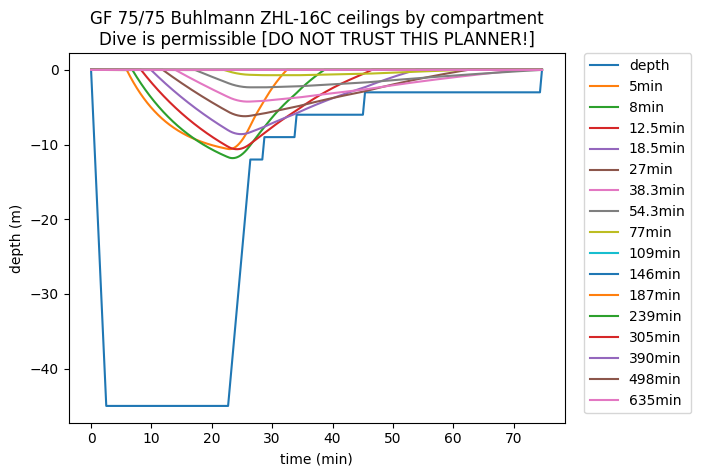 GF 75/75 Buhlmann ZHL-16C ceilings by compartment
Dive is permissible [DO NOT TRUST THIS PLANNER!]
depth (m)
0
−10
−20
−30
−40
0 10 20 30 40 50 60 70
time (min)
depth
5min
8min
12.5min
18.5min
27min
38.3min
54.3min
77min
109min
146min
187min
239min
305min
390min
498min
635min